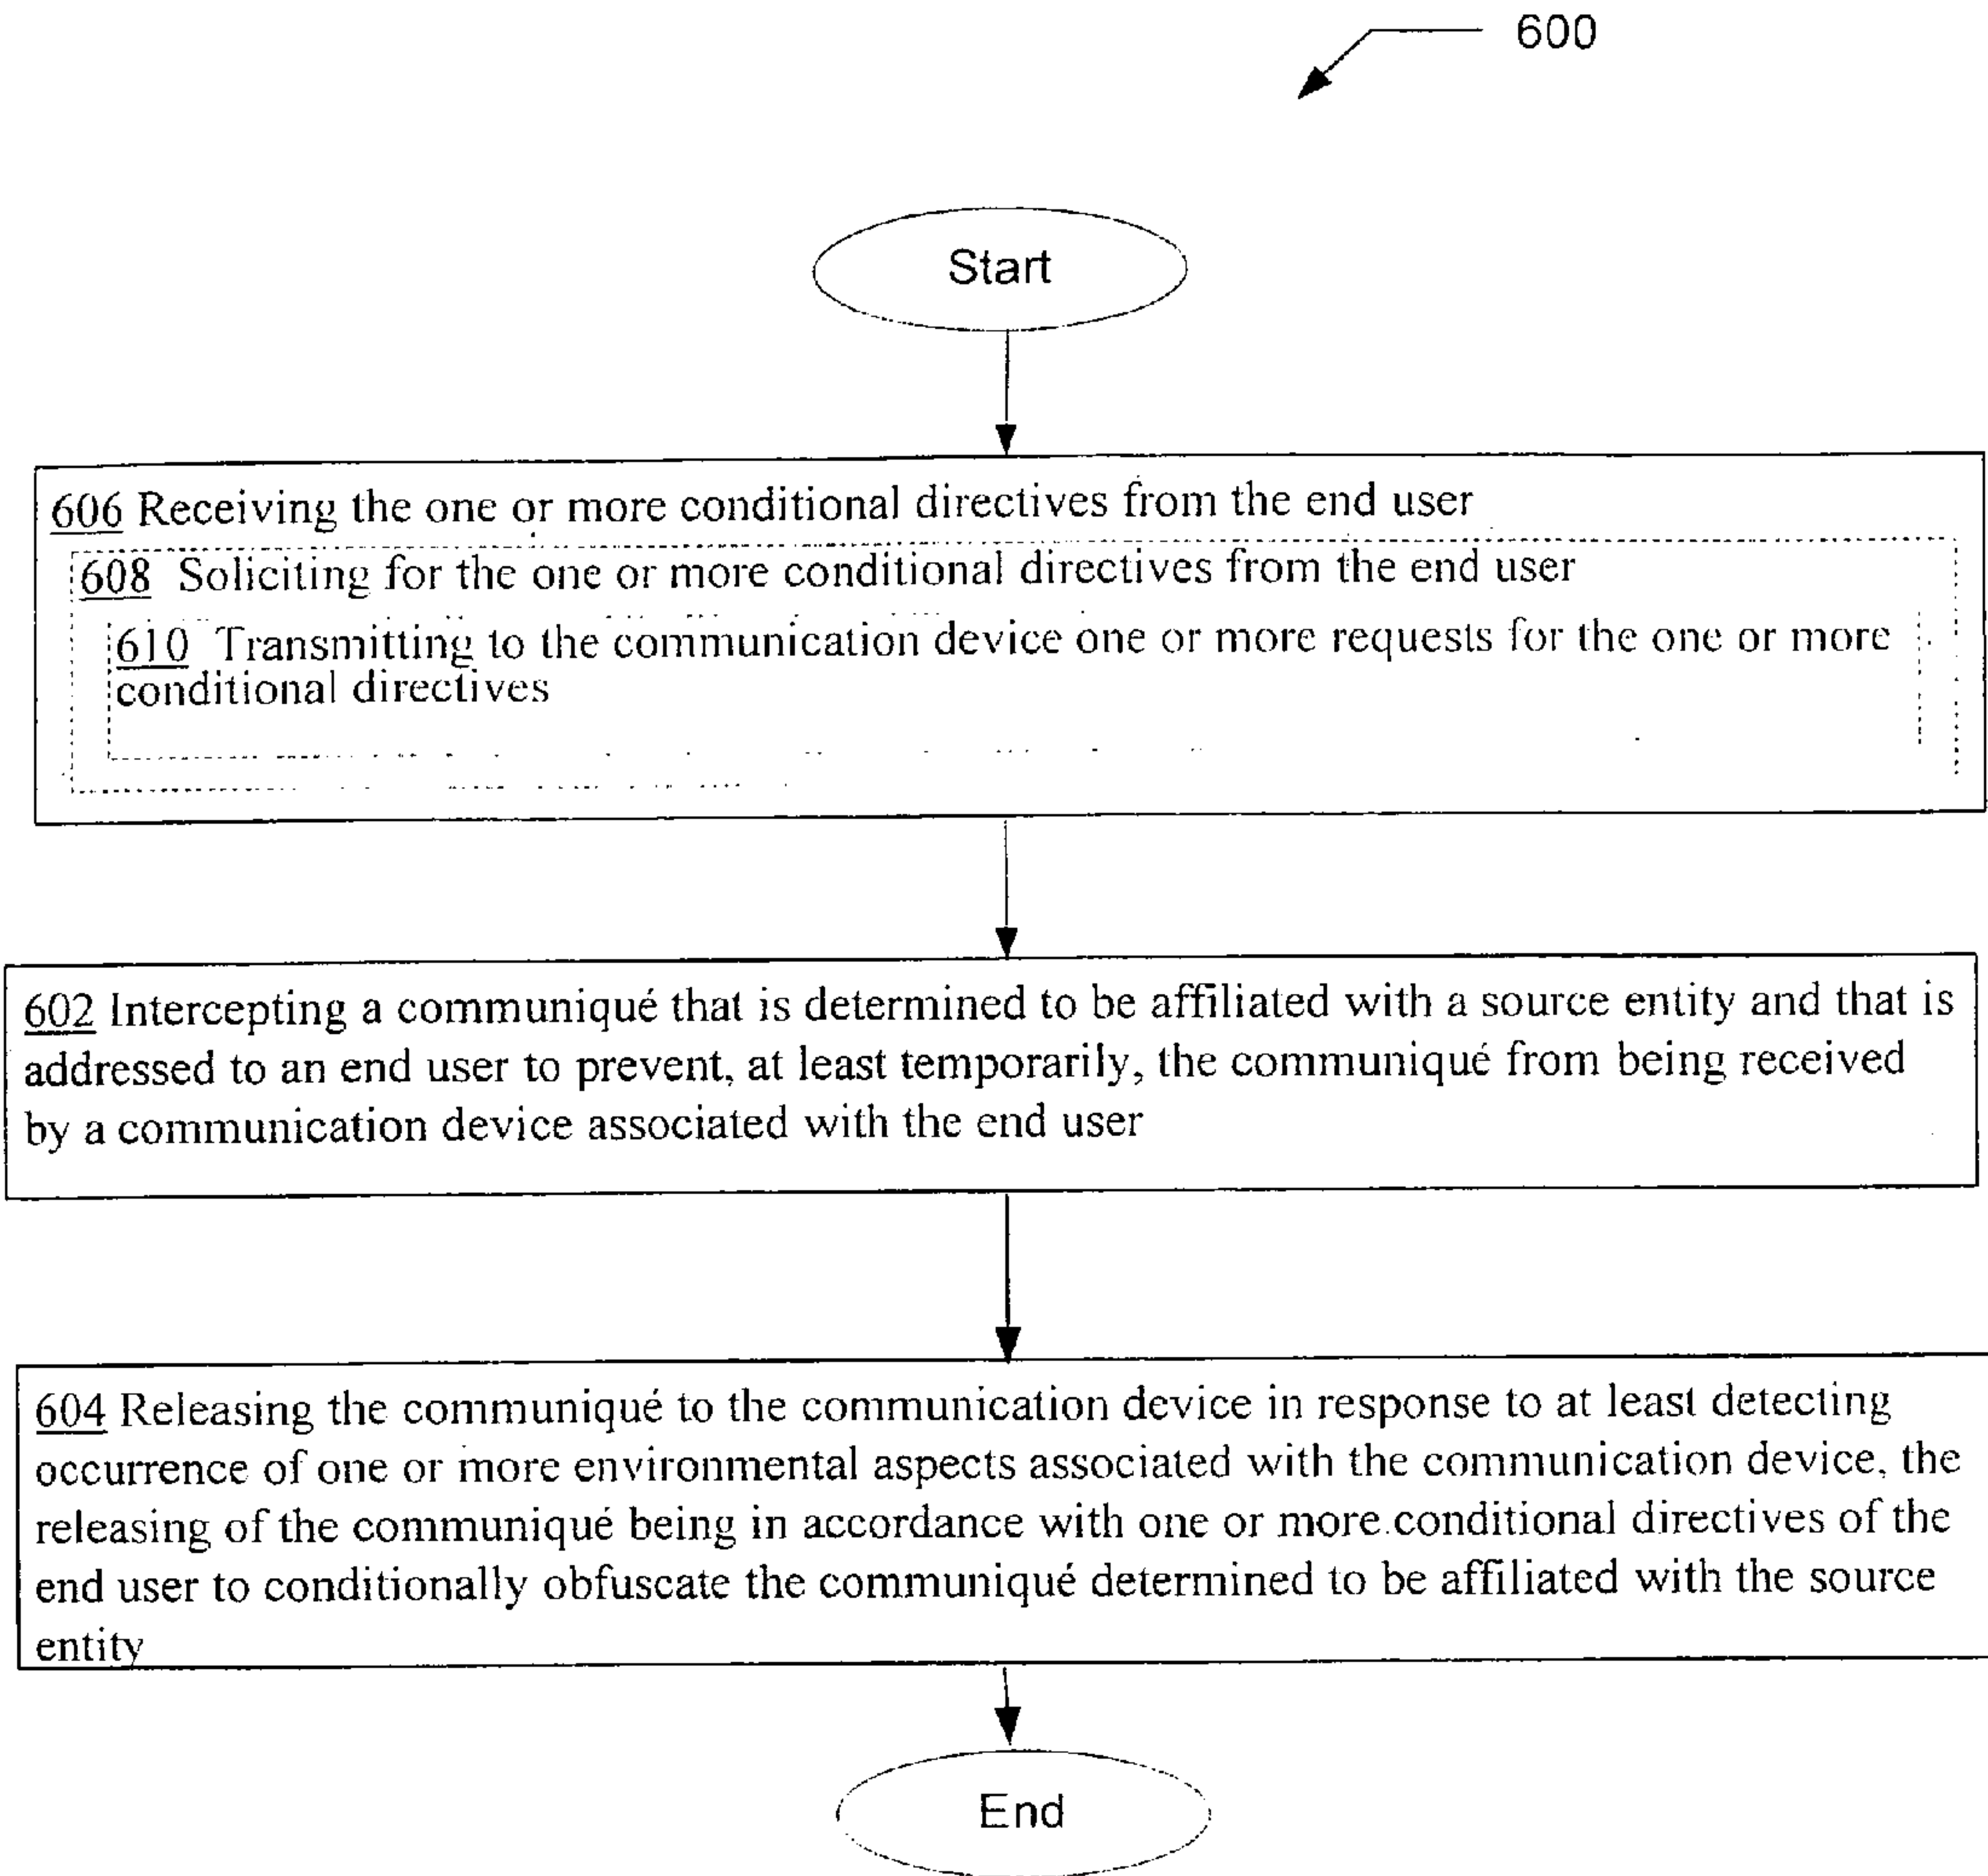 600
Start
606 Receiving the one or more conditional directives from the end user
608 Soliciting for the one or more conditional directives from the end user
610 Transmitting to the communication device one or more requests for the one or more
conditional directives
602 Intercepting a communiqué that is determined to be affiliated with a source entity and that is
addressed to an end user to prevent, at least temporarily, the communiqué from being received
by a communication device associated with the end user
604 Releasing the communiqué to the communication device in response to at least detecting
occurrence of one or more environmental aspects associated with the communication device, the
releasing of the communiqué being in accordance with one or more conditional directives of the
end user to conditionally obfuscate the communiqué determined to be affiliated with the source
entity
End